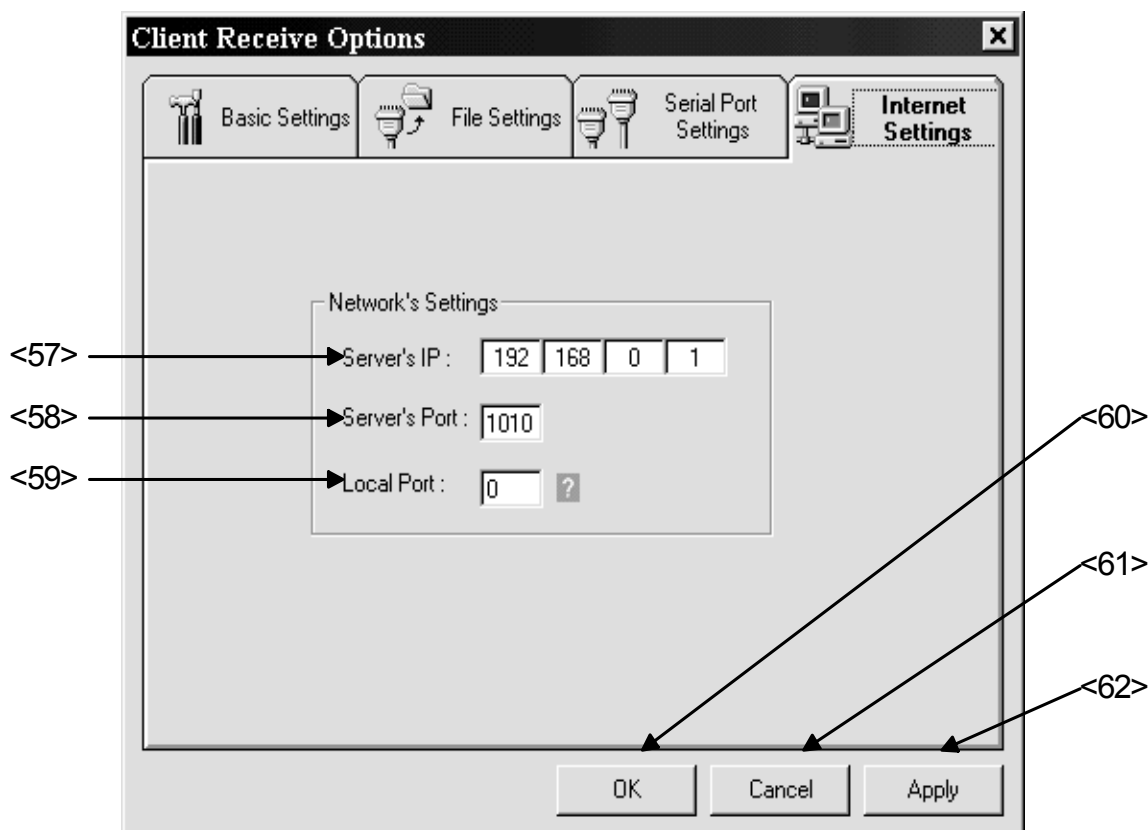 Client Receive Options
Basic Settings
File Settings
Serial Port
Settings
Internet
Settings
Network's Settings
<57> Server's IP : 192 168 0 1
<58> Server's Port : 1010
<59> Local Port : 0 ?
<60>
<61>
<62>
OK Cancel Apply